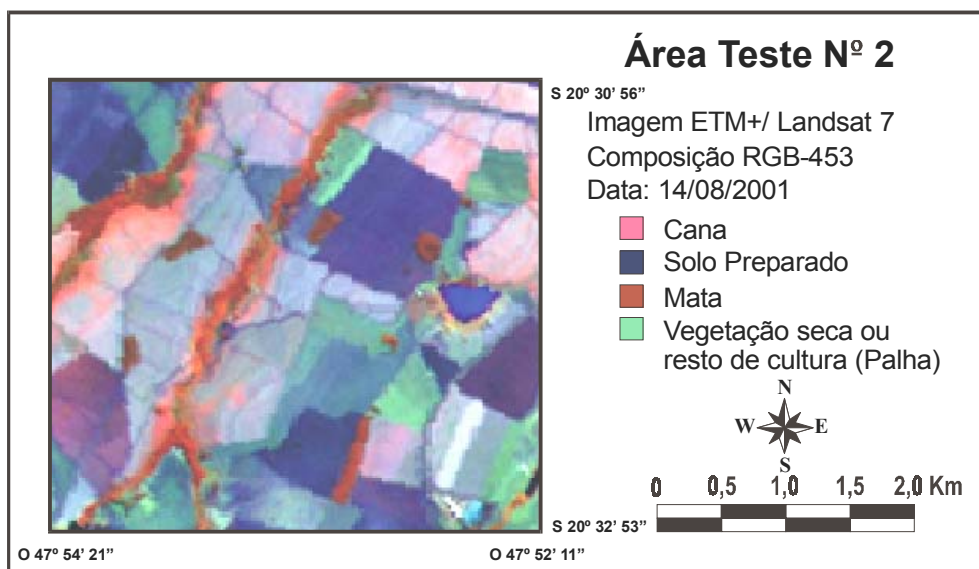 Área Teste Nº 2
S 20º 30’ 56”
Imagem ETM+/ Landsat 7
Composição RGB-453
Data: 14/08/2001
Cana
Solo Preparado
Mata
Vegetação seca ou
resto de cultura (Palha)
N
W E
S
0 0,5 1,0 1,5 2,0 Km
S 20º 32’ 53”
O 47º 54’ 21” O 47º 52’ 11”